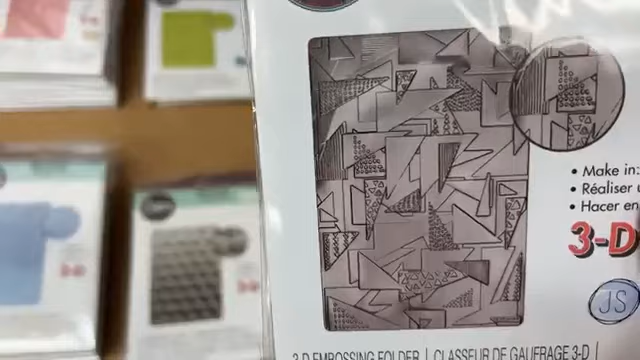 • Make in:
• Réaliser
• Hacer en
3-D
JS
3-D EMBOSSING FOLDER | CLASSEUR DE GAUFRAGE 3-D |